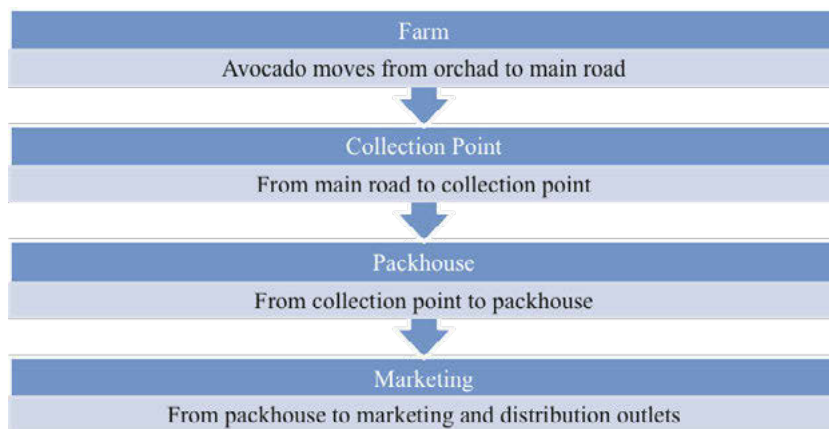 Farm
Avocado moves from orchad to main road
Collection Point
From main road to collection point
Packhouse
From collection point to packhouse
Marketing
From packhouse to marketing and distribution outlets